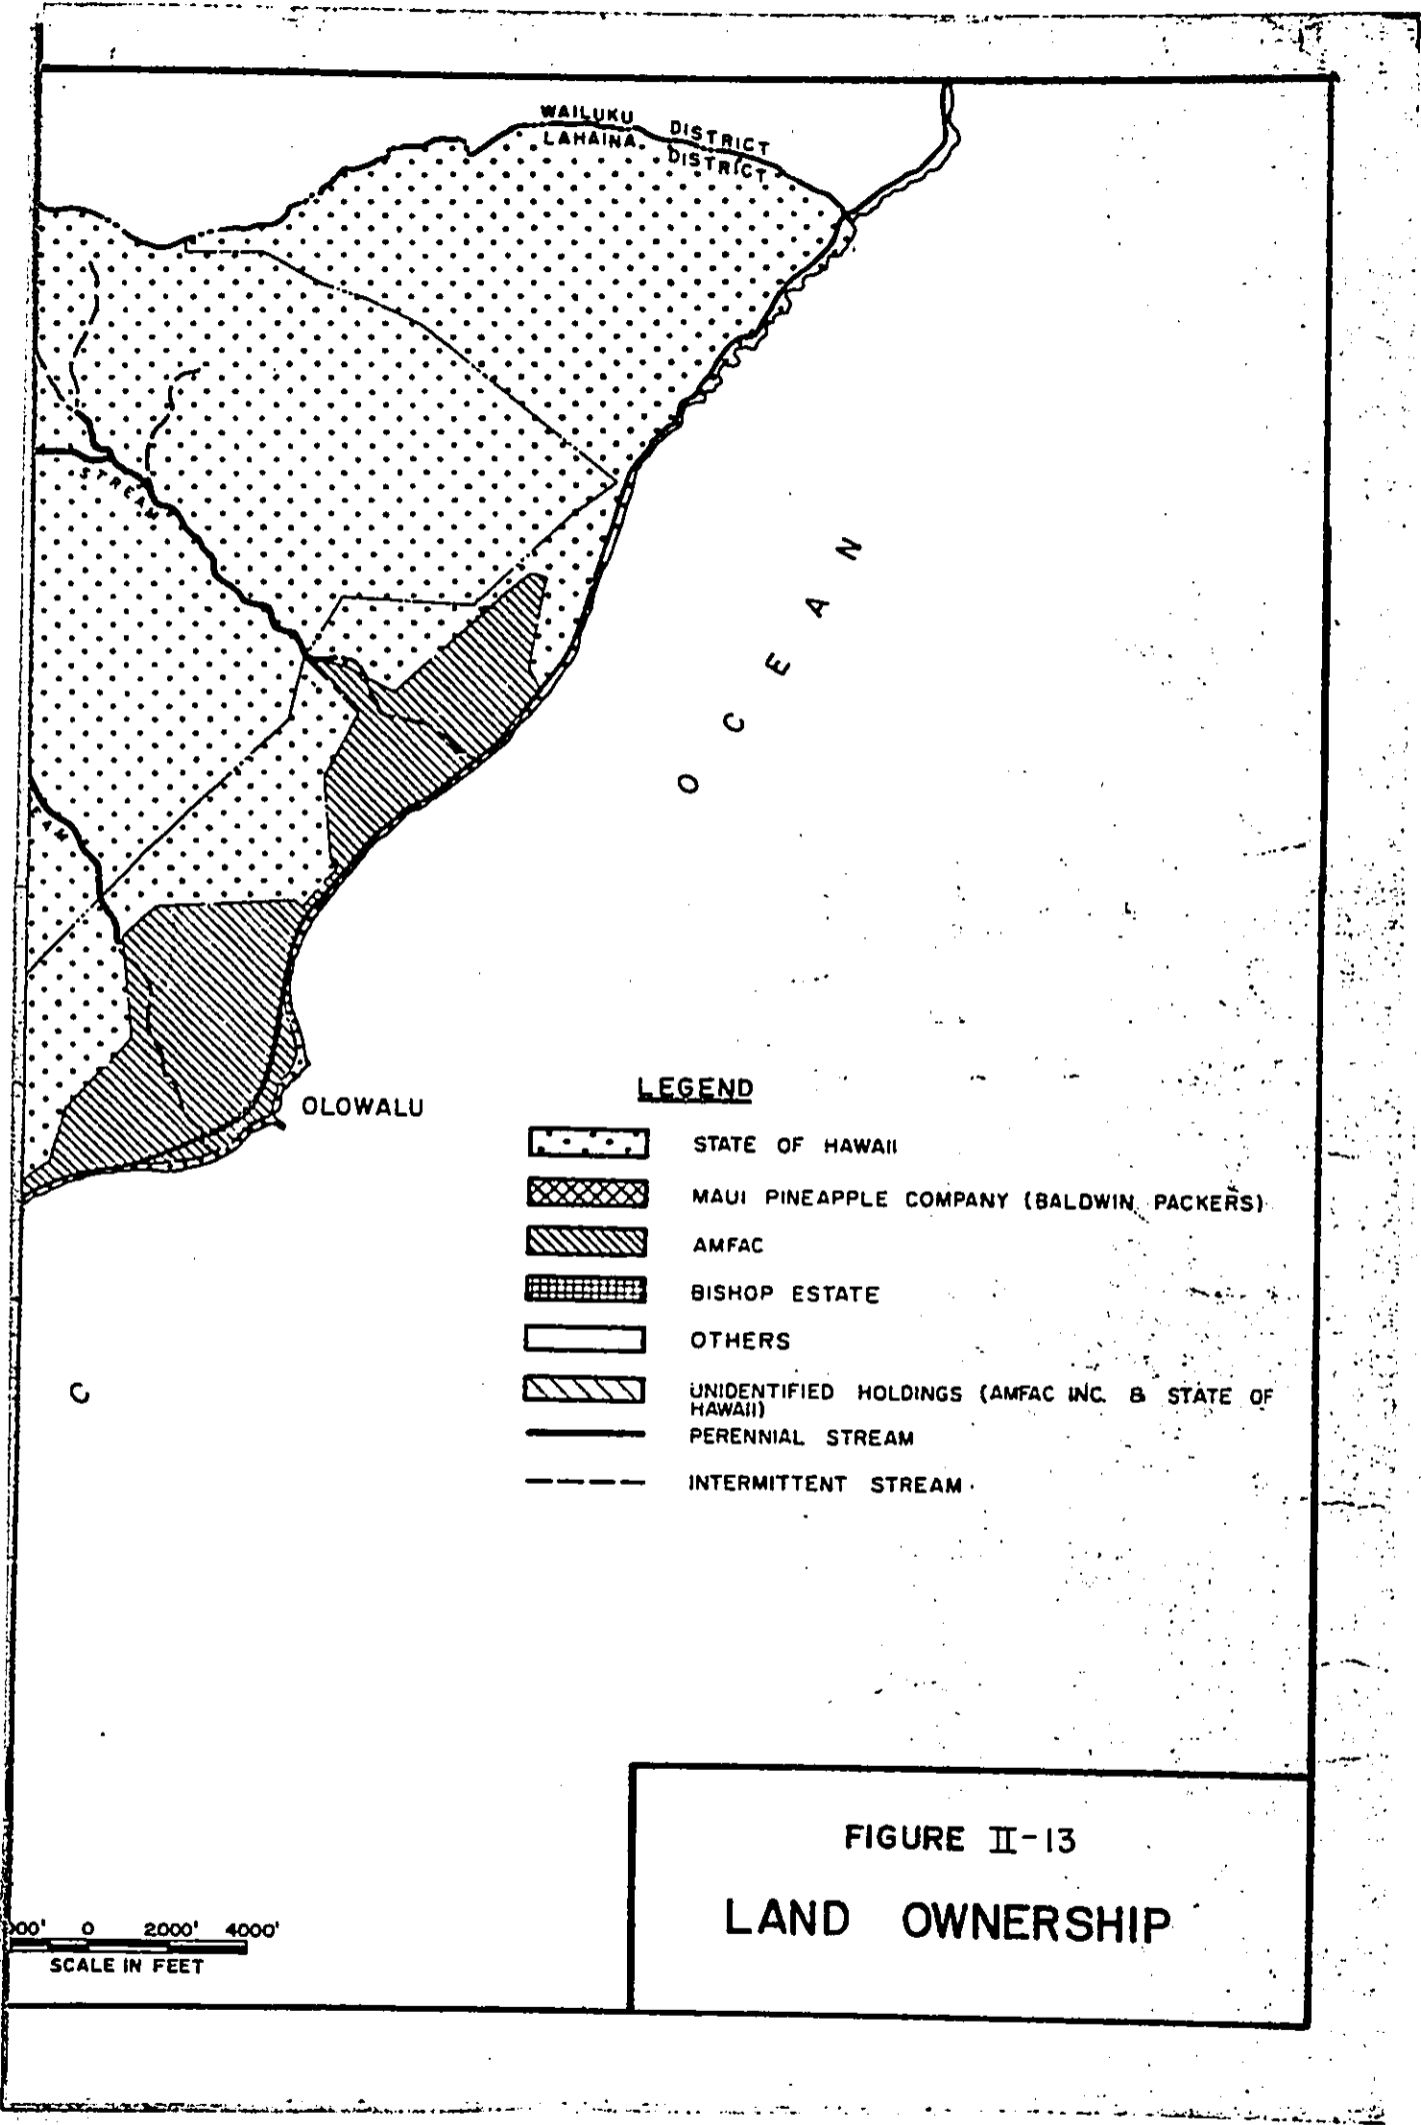 WAILUKU DISTRICT
LAHAINA DISTRICT
STREAM
OCEAN
EAM
OLOWALU
C
LEGEND
STATE OF HAWAII
MAUI PINEAPPLE COMPANY (BALDWIN PACKERS)
AMFAC
BISHOP ESTATE
OTHERS
UNIDENTIFIED HOLDINGS (AMFAC INC. & STATE OF
HAWAII)
PERENNIAL STREAM
INTERMITTENT STREAM
FIGURE II-13
LAND OWNERSHIP
00' 0 2000' 4000'
SCALE IN FEET